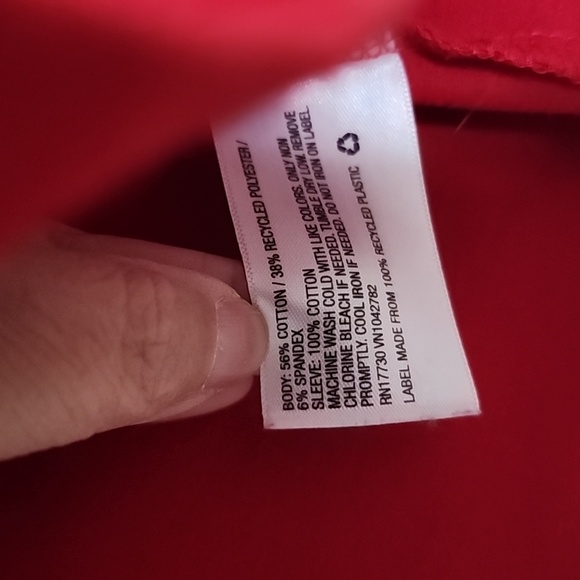 BODY: 56% COTTON / 38% RECYCLED POLYESTER /
6% SPANDEX
SLEEVE: 100% COTTON
MACHINE WASH COLD WITH LIKE COLORS. ONLY NON
CHLORINE BLEACH IF NEEDED. TUMBLE DRY LOW. REMOVE
PROMPTLY. COOL IRON IF NEEDED. DO NOT IRON ON LABEL.
RN17730 VN1042782
LABEL MADE FROM 100% RECYCLED PLASTIC